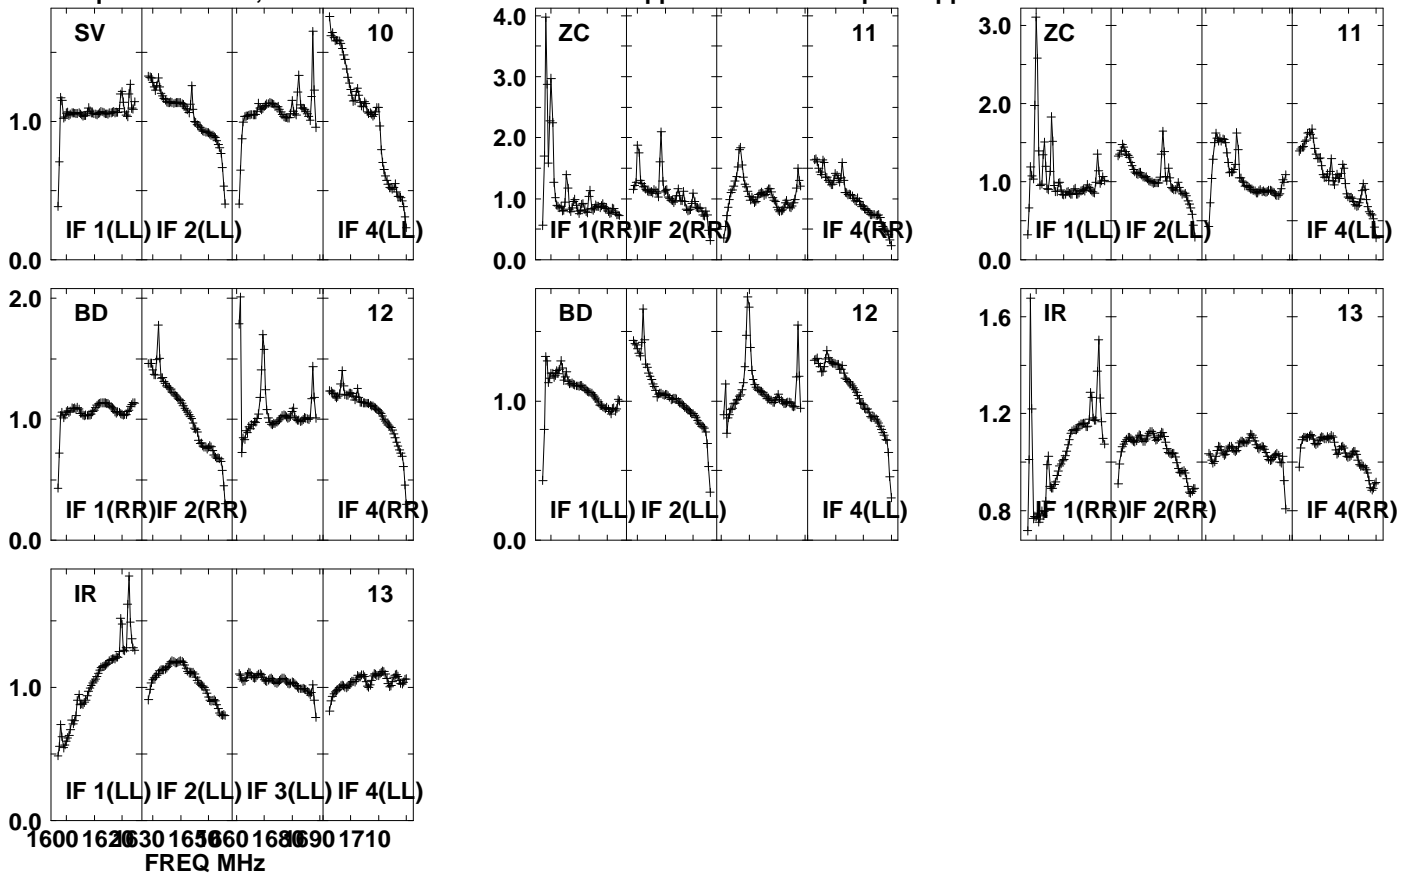 SV 10
1.0
0.0
IF 1(LL) IF 2(LL) IF 4(LL)
ZC 11
4.0
3.0
2.0
1.0
0.0
IF 1(RR) IF 2(RR) IF 4(RR)
ZC 11
3.0
2.0
1.0
0.0
IF 1(LL) IF 2(LL) IF 4(LL)
BD 12
2.0
1.0
0.0
IF 1(RR) IF 2(RR) IF 4(RR)
BD 12
1.0
0.0
IF 1(LL) IF 2(LL) IF 4(LL)
IR 13
1.6
1.2
0.8
IF 1(RR) IF 2(RR) IF 4(RR)
IR 13
1.0
0.0
IF 1(LL) IF 2(LL) IF 3(LL) IF 4(LL)
1600 1620 1630 1650 1660 1680 1690 1710
FREQ MHz